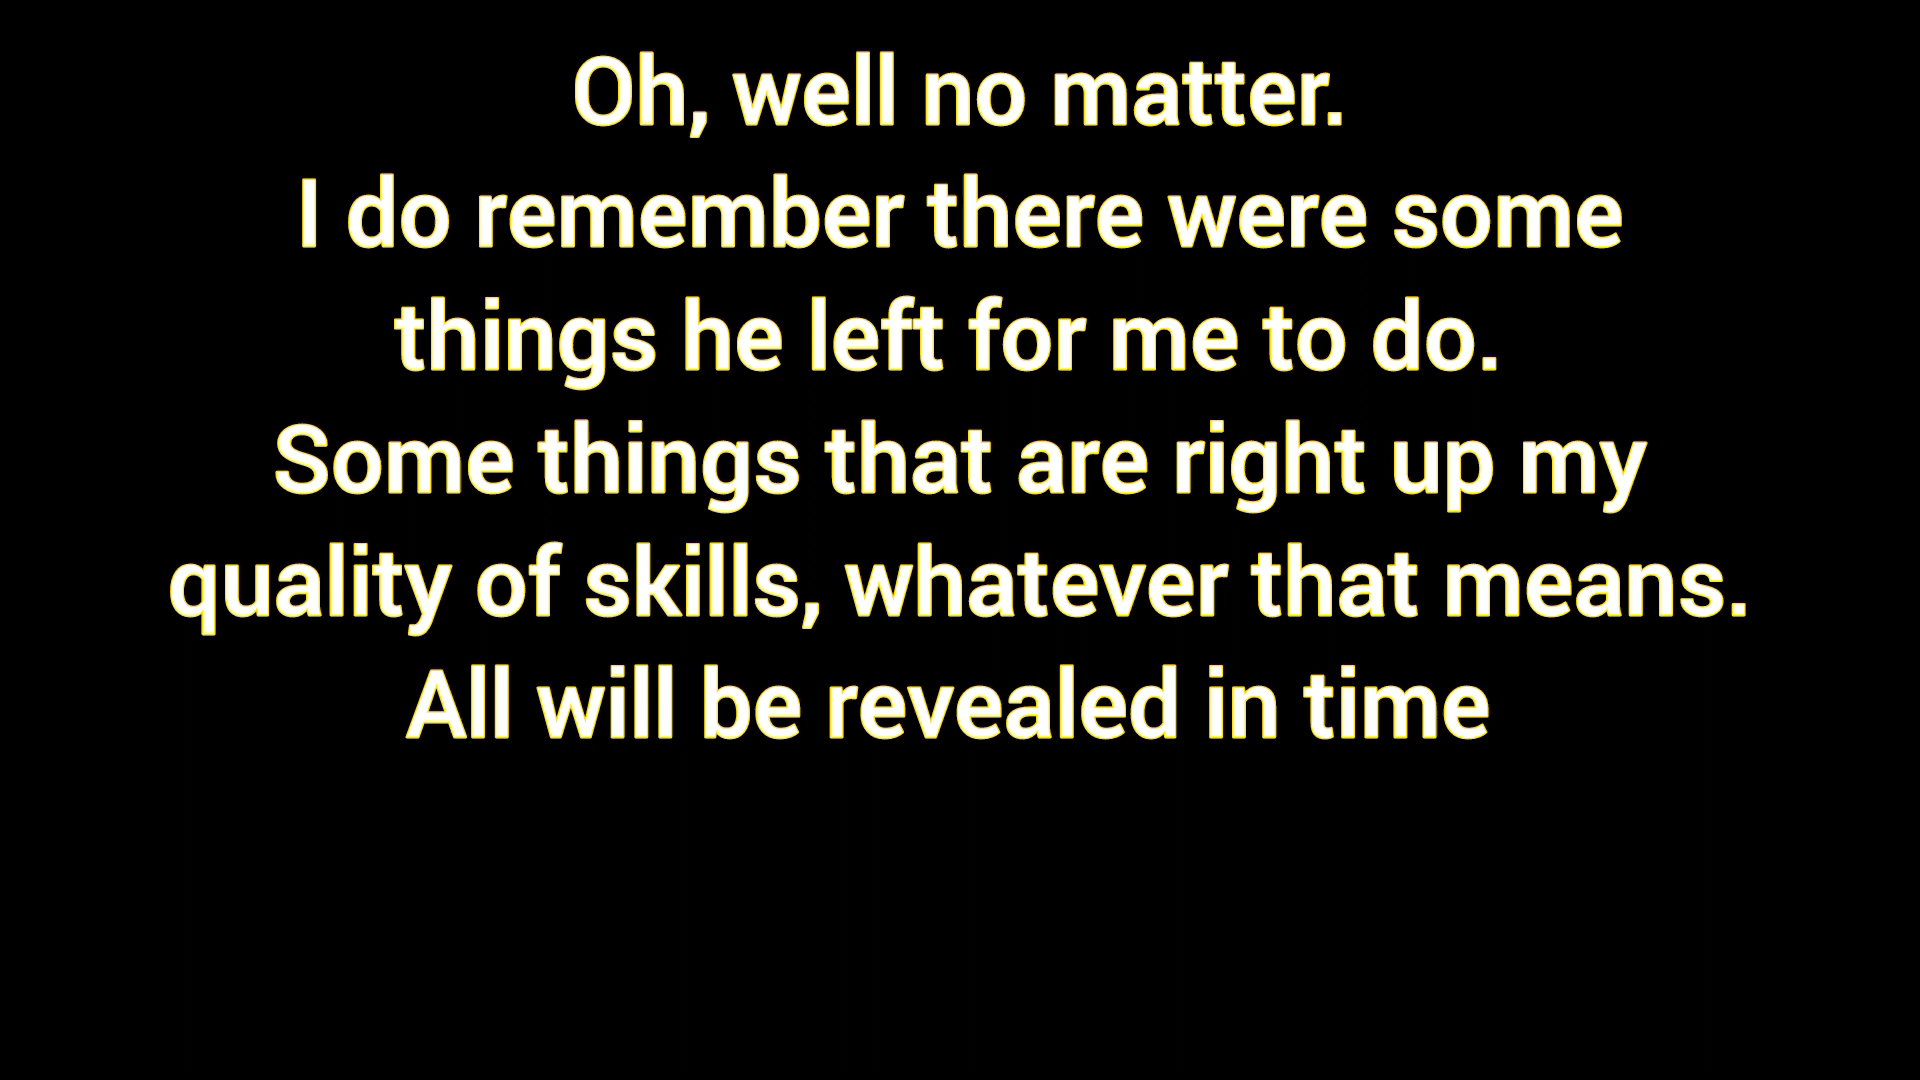 Oh, well no matter.
I do remember there were some
things he left for me to do.
Some things that are right up my
quality of skills, whatever that means.
All will be revealed in time